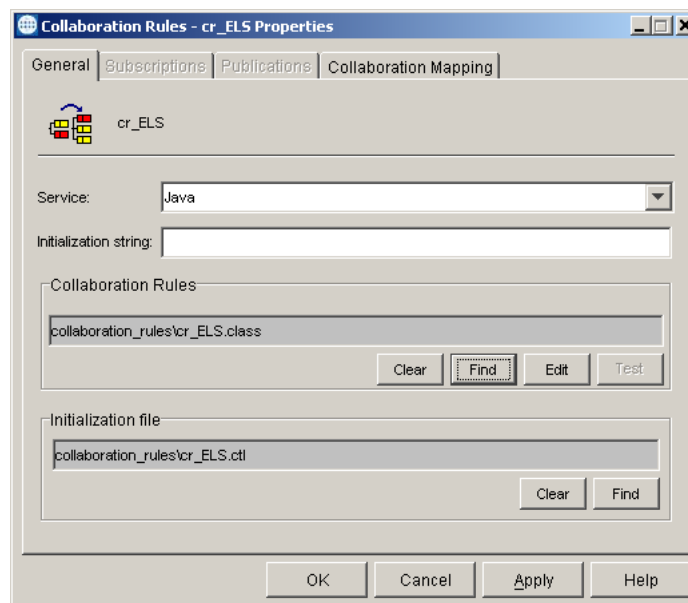 Collaboration Rules - cr_ELS Properties
General Subscriptions Publications Collaboration Mapping
cr_ELS
Service: Java
Initialization string:
Collaboration Rules
collaboration_rules\cr_ELS.class
Clear Find Edit Test
Initialization file
collaboration_rules\cr_ELS.ctl
Clear Find
OK Cancel Apply Help